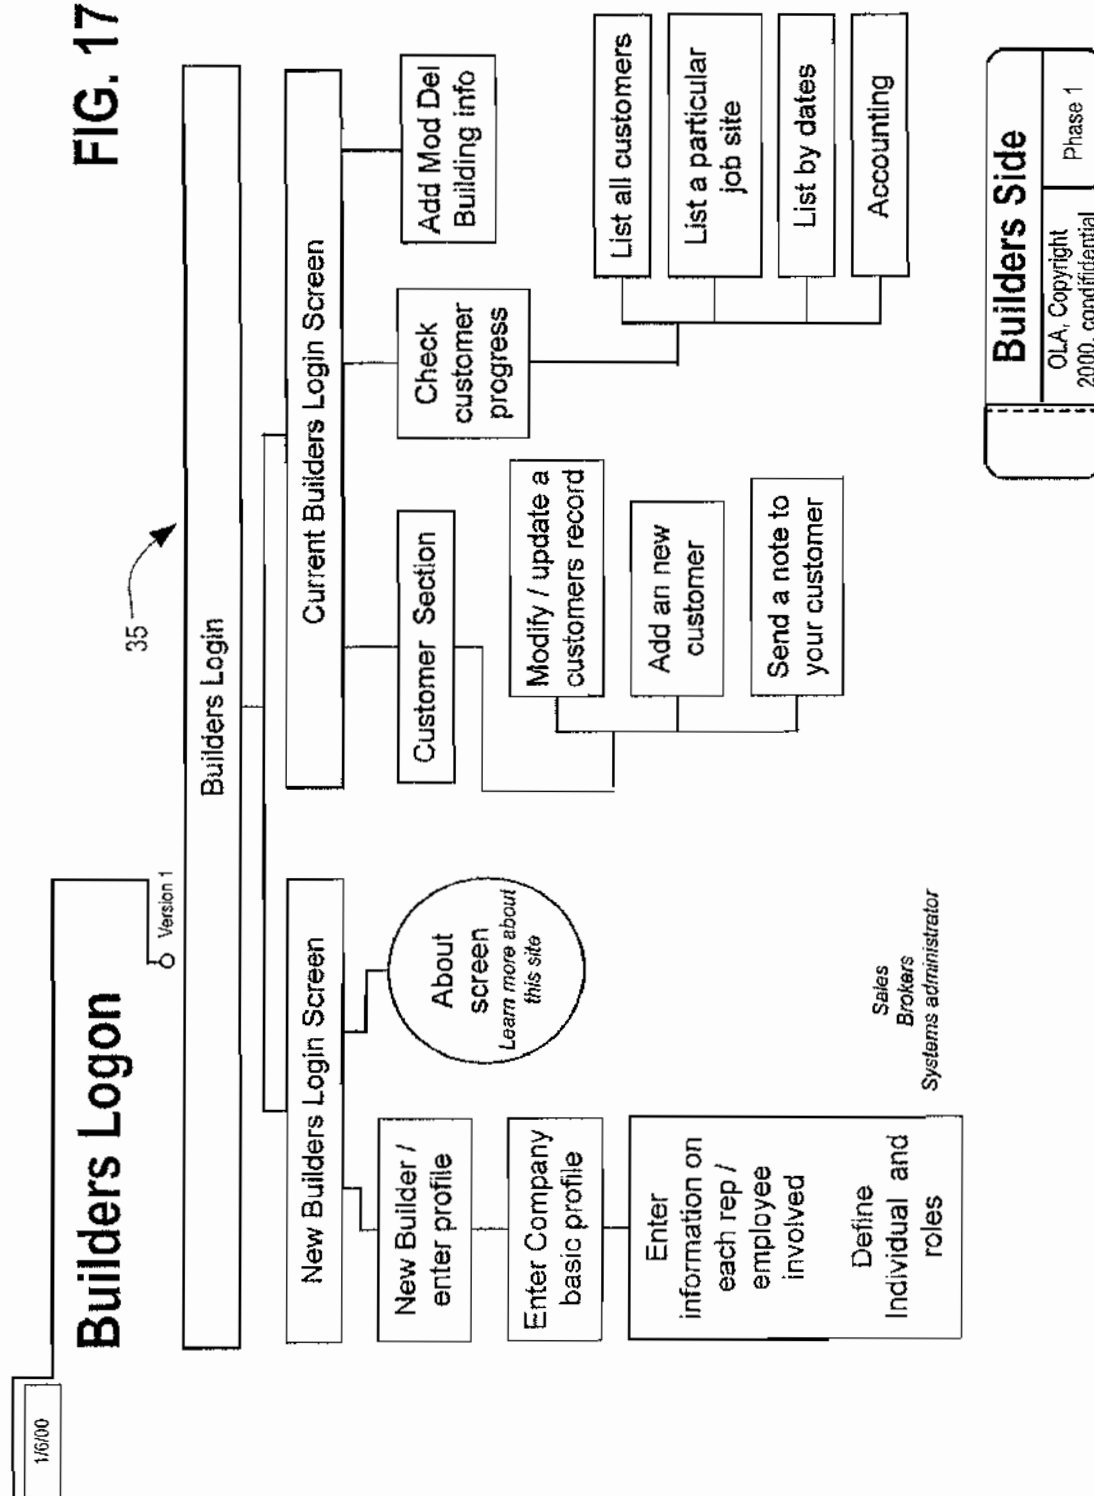 1/6/00
Builders Logon
FIG. 17
Version 1
35
Builders Login
New Builders Login Screen
Current Builders Login Screen
New Builder /
enter profile
About
screen
Learn more about
this site
Customer Section
Check
customer
progress
Add Mod Del
Building info
Enter Company
basic profile
Modify / update a
customers record
Add an new
customer
Send a note to
your customer
List all customers
List a particular
job site
List by dates
Accounting
Enter
information on
each rep /
employee
involved
Define
Individual and
roles
Sales
Brokers
Systems administrator
Builders Side
OLA, Copyright
2000, condifidential
Phase 1